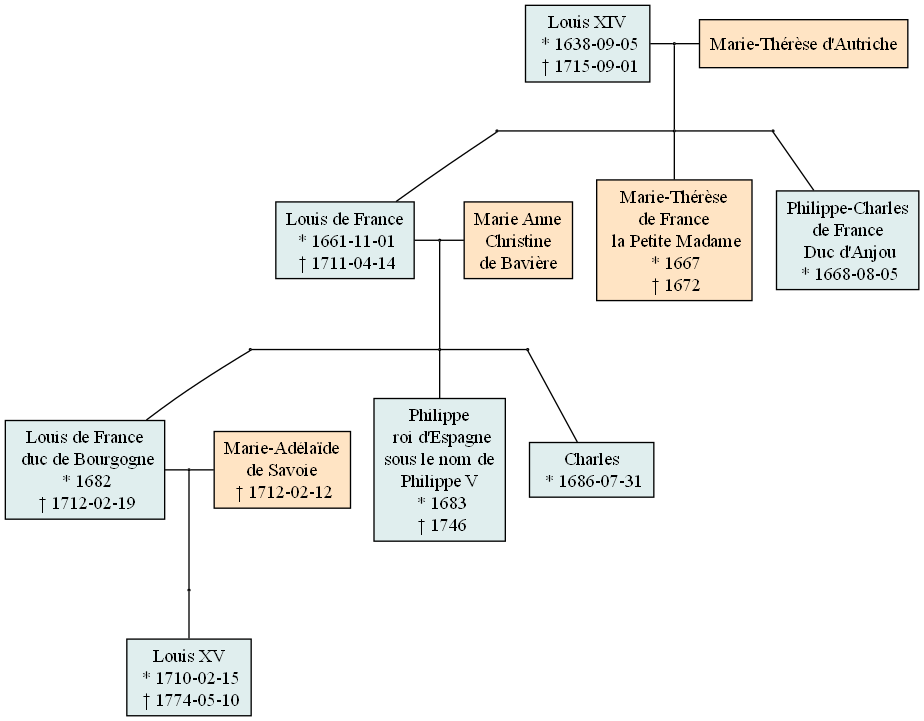 Louis XIV
* 1638-09-05
† 1715-09-01
Marie-Thérèse d'Autriche
Louis de France
* 1661-11-01
† 1711-04-14
Marie Anne
Christine
de Bavière
Marie-Thérèse
de France
la Petite Madame
* 1667
† 1672
Philippe-Charles
de France
Duc d'Anjou
* 1668-08-05
Louis de France
duc de Bourgogne
* 1682
† 1712-02-19
Marie-Adélaïde
de Savoie
† 1712-02-12
Philippe
roi d'Espagne
sous le nom de
Philippe V
* 1683
† 1746
Charles
* 1686-07-31
Louis XV
* 1710-02-15
† 1774-05-10